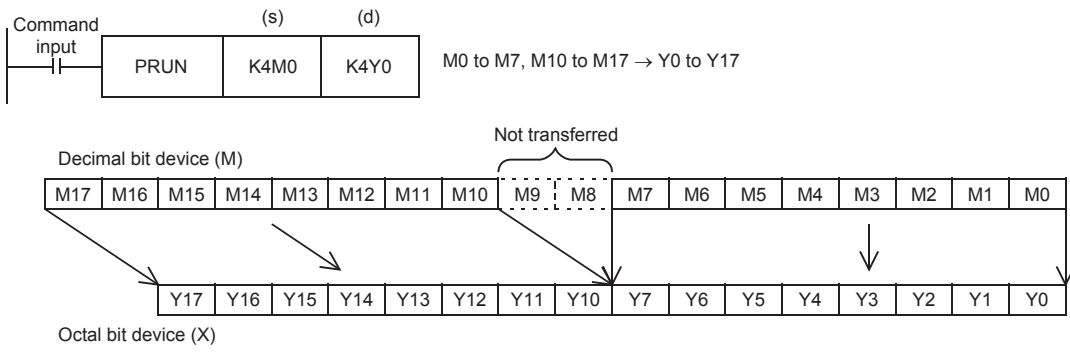 Command
input
(s)
(d)
PRUN
K4M0
K4Y0
M0 to M7, M10 to M17 → Y0 to Y17
Not transferred
Decimal bit device (M)
M17 M16 M15 M14 M13 M12 M11 M10 M9 M8 M7 M6 M5 M4 M3 M2 M1 M0
Y17 Y16 Y15 Y14 Y13 Y12 Y11 Y10 Y7 Y6 Y5 Y4 Y3 Y2 Y1 Y0
Octal bit device (X)